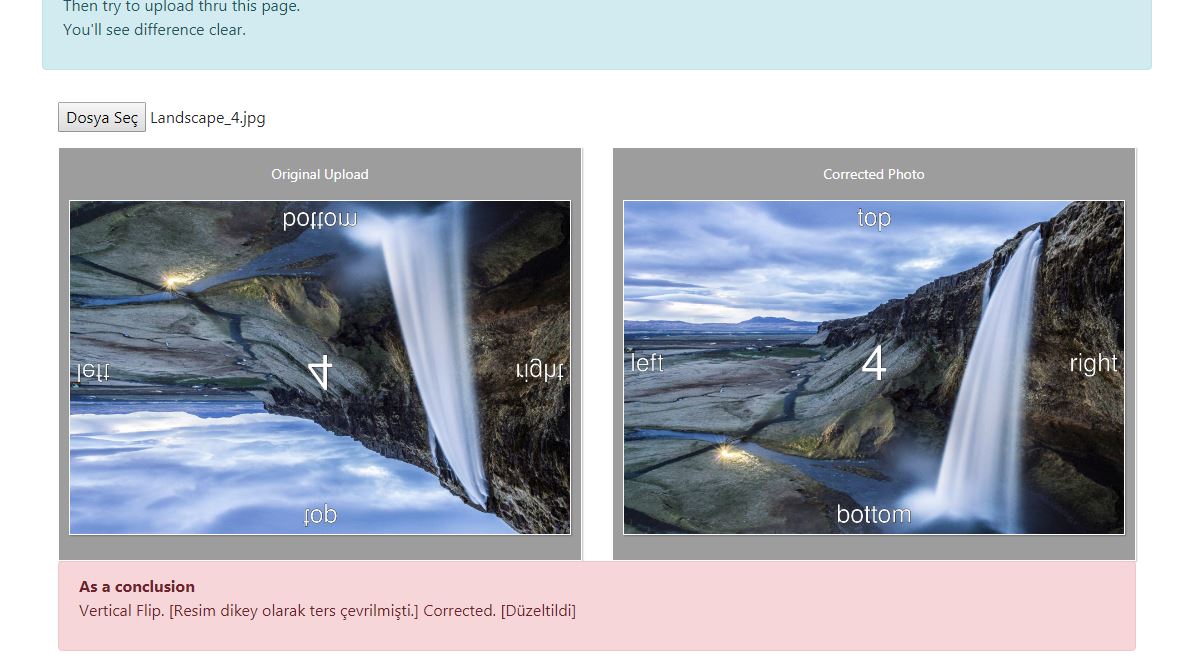 Then try to upload thru this page.
You'll see difference clear.
Dosya Seç Landscape_4.jpg
Original Upload
bottom
left
4
right
top
Corrected Photo
top
left
4
right
bottom
As a conclusion
Vertical Flip. [Resim dikey olarak ters çevrilmişti.] Corrected. [Düzeltildi]